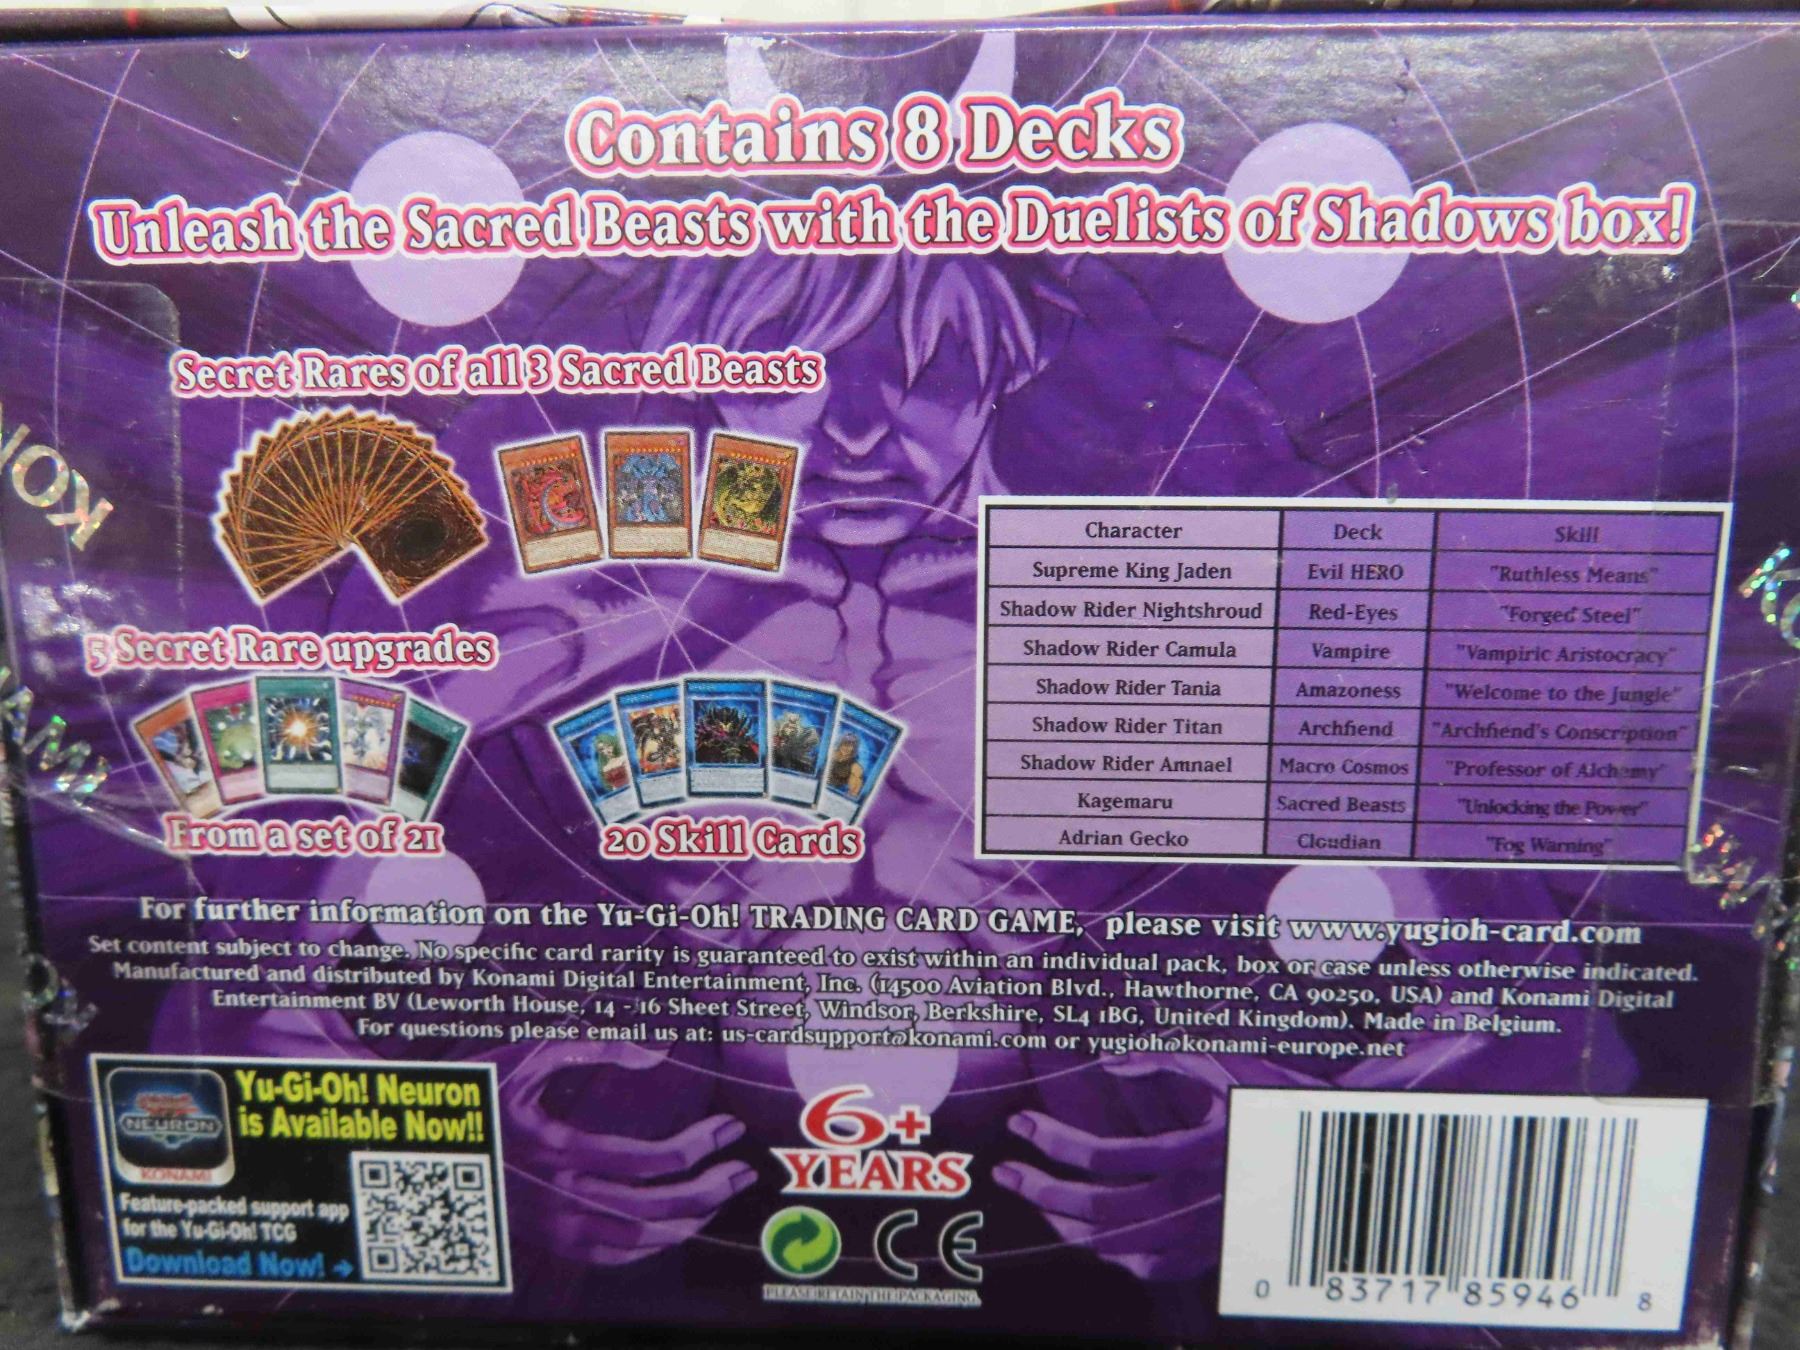 Contains 8 Decks
Unleash the Sacred Beasts with the Duelists of Shadows box!
Secret Rares of all 3 Sacred Beasts
5 Secret Rare upgrades
From a set of 21
20 Skill Cards
Character Deck Skill
Supreme King Jaden Evil HERO "Ruthless Means"
Shadow Rider Nightshroud Red-Eyes "Forged Steel"
Shadow Rider Camula Vampire "Vampiric Aristocracy"
Shadow Rider Tania Amazoness "Welcome to the Jungle"
Shadow Rider Titan Archfiend "Archfiend's Conscription"
Shadow Rider Amnael Macro Cosmos "Professor of Alchemy"
Kagemaru Sacred Beasts "Unlocking the Power"
Adrian Gecko Cloudian "Fog Warning"
For further information on the Yu-Gi-Oh! TRADING CARD GAME, please visit www.yugioh-card.com
Set content subject to change. No specific card rarity is guaranteed to exist within an individual pack, box or case unless otherwise indicated.
Manufactured and distributed by Konami Digital Entertainment, Inc. (14500 Aviation Blvd., Hawthorne, CA 90250, USA) and Konami Digital
Entertainment BV (Leworth House, 14 - 16 Sheet Street, Windsor, Berkshire, SL4 1BG, United Kingdom). Made in Belgium.
For questions please email us at: us-cardsupport@konami.com or yugioh@konami-europe.net
NEURON
KONAMI
Yu-Gi-Oh! Neuron
is Available Now!!
Feature-packed support app
for the Yu-Gi-Oh! TCG
Download Now! →
6+
YEARS
CE
PLEASE RETAIN THE PACKAGING.
0 83717 85946 8